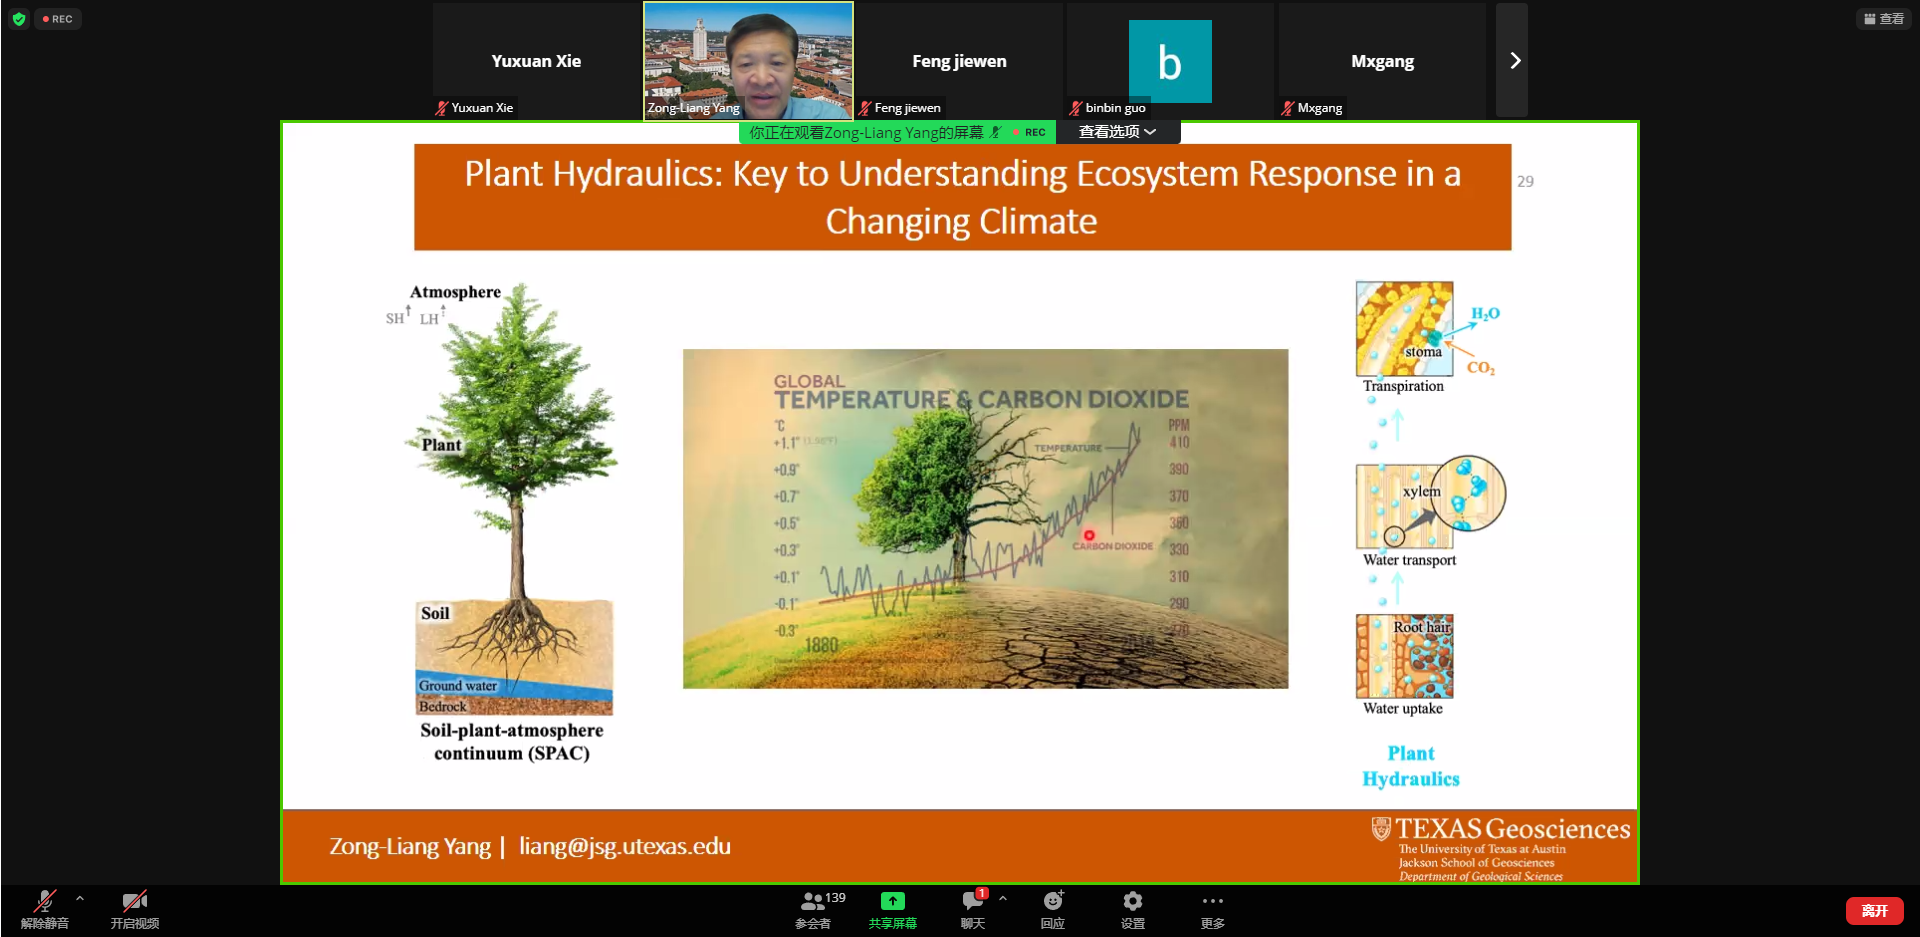 REC
查看
Yuxuan Xie
Yuxuan Xie
Zong-Liang Yang
Feng jiewen
Feng jiewen
b
binbin guo
Mxgang
Mxgang
你正在观看Zong-Liang Yang的屏幕
REC
查看选项
Plant Hydraulics: Key to Understanding Ecosystem Response in a
Changing Climate
29
Atmosphere
SH LH
Plant
Soil
Ground water
Bedrock
Soil-plant-atmosphere
continuum (SPAC)
GLOBAL
TEMPERATURE & CARBON DIOXIDE
°C
+1.1°
+0.9°
+0.7°
+0.5°
+0.3°
+0.1°
-0.1°
-0.3°
1880
TEMPERATURE
CARBON DIOXIDE
PPM
410
390
370
330
310
290
H₂O
stoma
CO₂
Transpiration
xylem
Water transport
Root hair
Water uptake
Plant
Hydraulics
Zong-Liang Yang | liang@jsg.utexas.edu
TEXAS Geosciences
The University of Texas at Austin
Jackson School of Geosciences
Department of Geological Sciences
解除静音
开启视频
139
参会者
共享屏幕
1
聊天
回应
设置
更多
离开